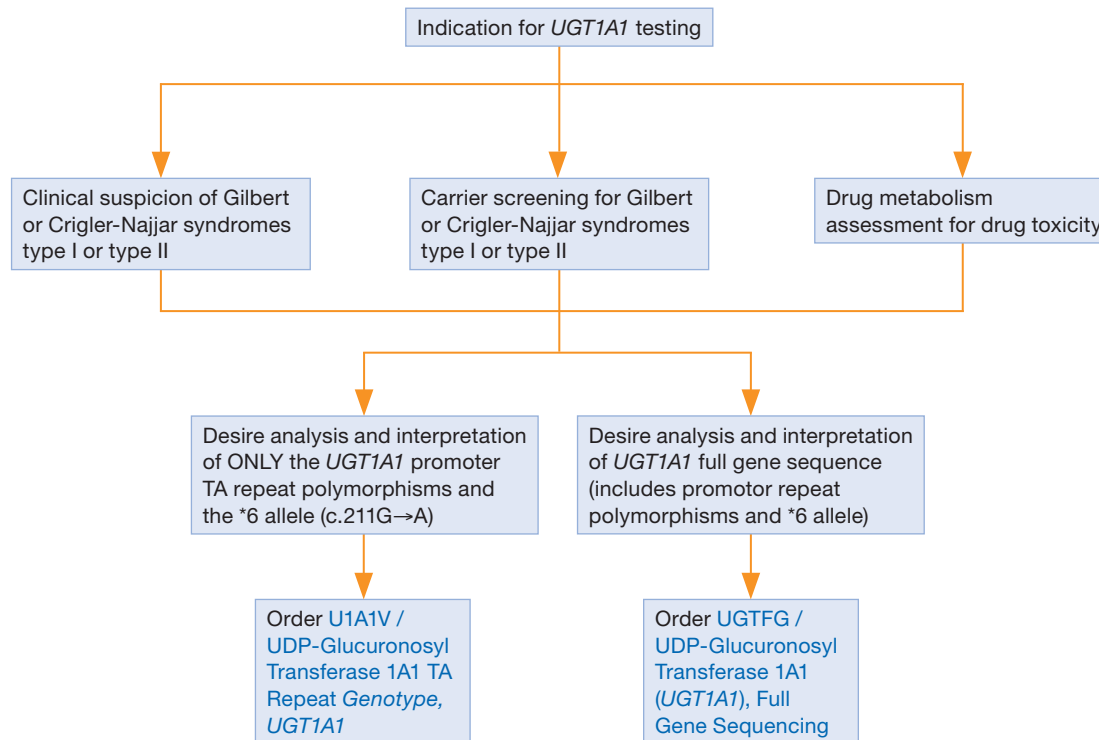 Indication for UGT1A1 testing
Clinical suspicion of Gilbert
or Crigler-Najjar syndromes
type I or type II
Carrier screening for Gilbert
or Crigler-Najjar syndromes
type I or type II
Drug metabolism
assessment for drug toxicity
Desire analysis and interpretation
of ONLY the UGT1A1 promoter
TA repeat polymorphisms and
the *6 allele (c.211G→A)
Desire analysis and interpretation
of UGT1A1 full gene sequence
(includes promotor repeat
polymorphisms and *6 allele)
Order U1A1V /
UDP-Glucuronosyl
Transferase 1A1 TA
Repeat Genotype,
UGT1A1
Order UGTFG /
UDP-Glucuronosyl
Transferase 1A1
(UGT1A1), Full
Gene Sequencing